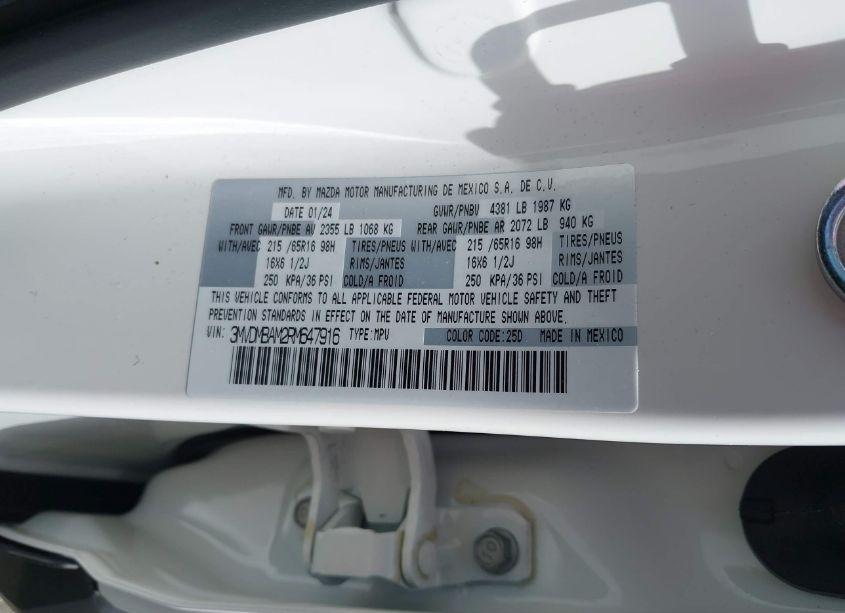 MFD. BY MAZDA MOTOR MANUFACTURING DE MEXICO S.A. DE C.V.
DATE 01/24 GVWR/PNBV 4381 LB 1987 KG
FRONT GAWR/PNBE AV 2355 LB 1068 KG REAR GAWR/PNBE AR 2072 LB 940 KG
WITH/AVEC 215 /65R16 98H TIRES/PNEUS WITH/AVEC 215 /65R16 98H TIRES/PNEUS
16X6 1/2J RIMS/JANTES 16X6 1/2J RIMS/JANTES
250 KPA/36 PSI COLD/A FROID 250 KPA/36 PSI COLD/A FROID
THIS VEHICLE CONFORMS TO ALL APPLICABLE FEDERAL MOTOR VEHICLE SAFETY AND THEFT
PREVENTION STANDARDS IN EFFECT ON THE DATE OF MANUFACTURE SHOWN ABOVE.
VIN: 3MVDMBAM2RM647916 TYPE:MPV COLOR CODE:25D MADE IN MEXICO